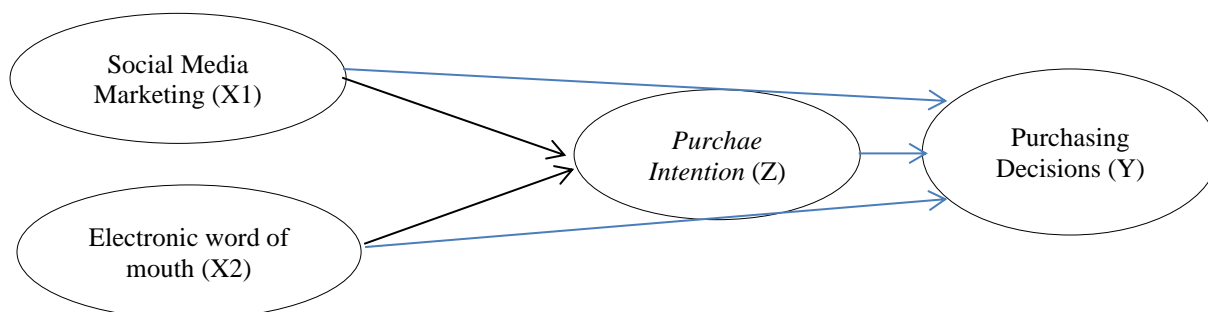 Social Media
Marketing (X1)
Purchae
Intention (Z)
Purchasing
Decisions (Y)
Electronic word of
mouth (X2)